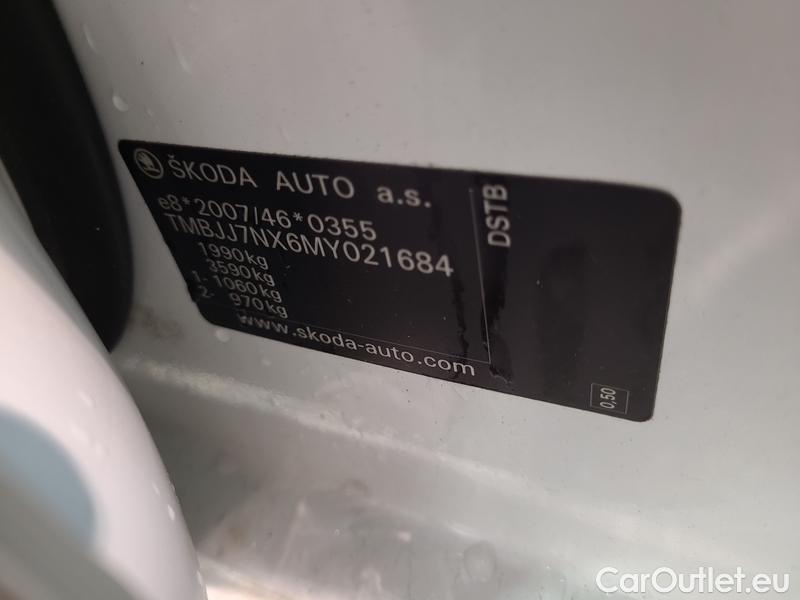 ŠKODA AUTO a.s.
e8*2007/46*0355
TMBJJ7NX6MY021684
1990kg
3590kg
1- 1060kg
2- 970kg
www.skoda-auto.com
DSTB
0,50
CarOutlet.eu